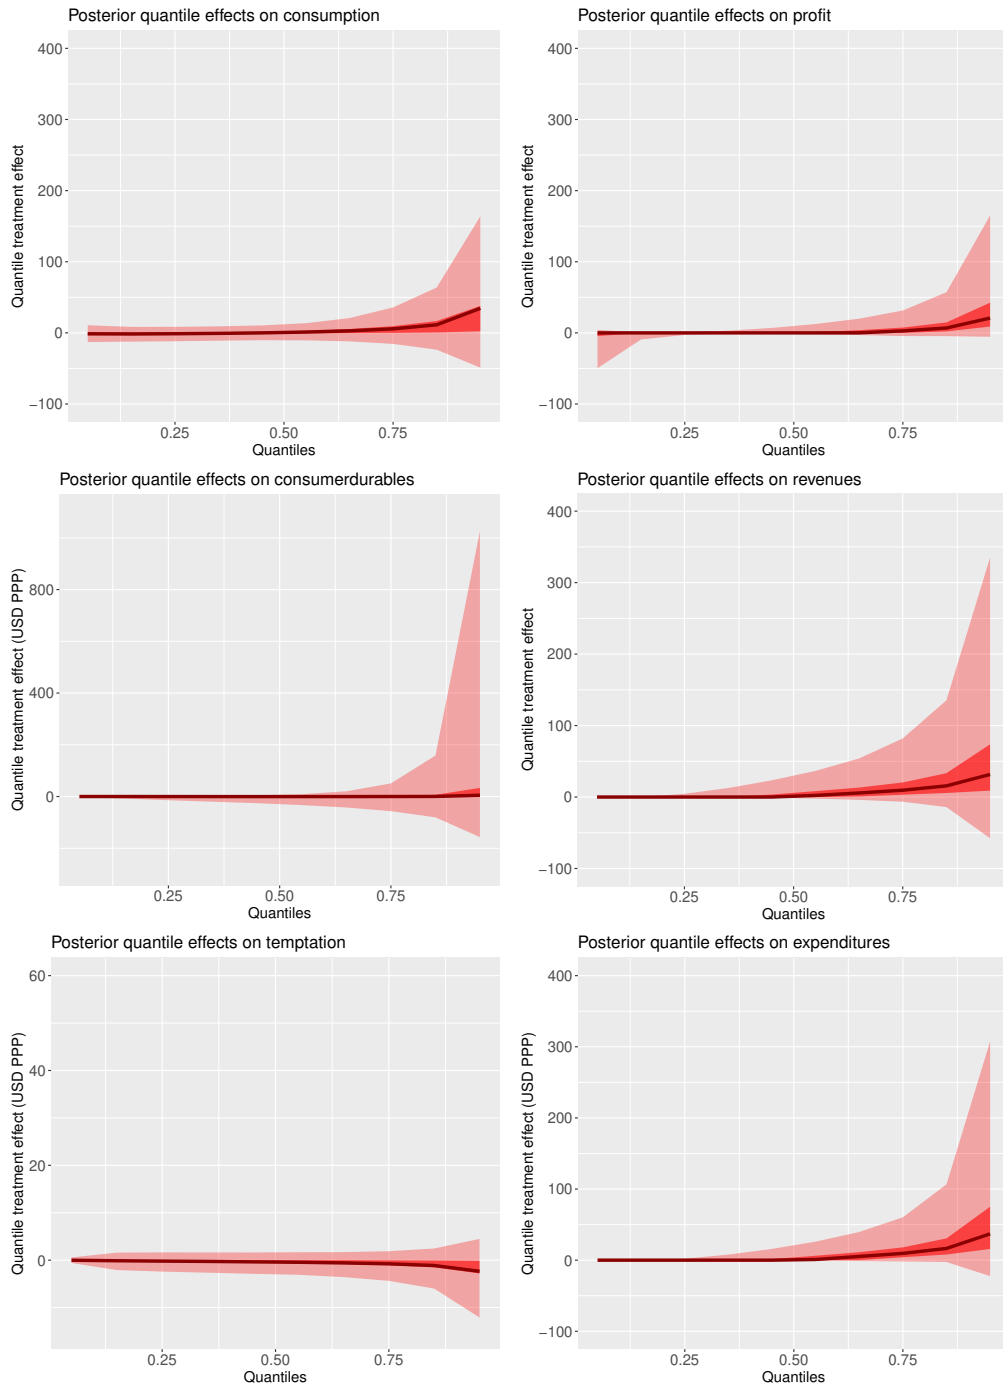 Posterior quantile effects on consumption
Quantile treatment effect
400
300
200
100
0
−100
0.25
0.50
0.75
Quantiles
Posterior quantile effects on profit
Quantile treatment effect
400
300
200
100
0
−100
0.25
0.50
0.75
Quantiles
Posterior quantile effects on consumerdurables
Quantile treatment effect (USD PPP)
800
400
0
0.25
0.50
0.75
Quantiles
Posterior quantile effects on revenues
Quantile treatment effect
400
300
200
100
0
−100
0.25
0.50
0.75
Quantiles
Posterior quantile effects on temptation
Quantile treatment effect (USD PPP)
60
40
20
0
0.25
0.50
0.75
Quantiles
Posterior quantile effects on expenditures
Quantile treatment effect (USD PPP)
400
300
200
100
0
−100
0.25
0.50
0.75
Quantiles